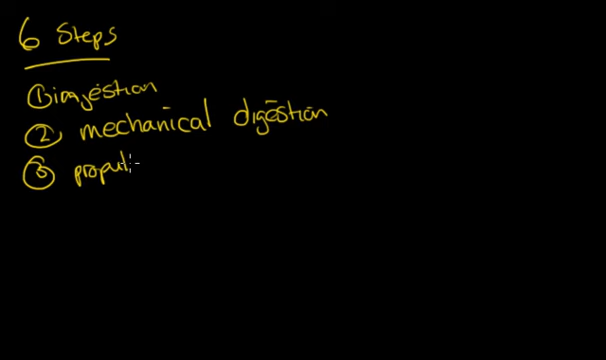 6 Steps
① ingestion
② mechanical digestion
③ propul